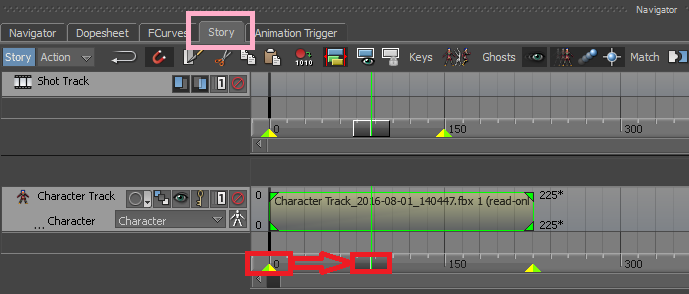 Navigator
Navigator Dopesheet FCurves Story Animation Trigger
Story Action 1010 Keys Ghosts Match
Shot Track 1
0 150 300
Character Track 1
0 Character Track_2016-08-01_140447.fbx 1 (read-onl 225*
... Character Character
0 225*
0 150 300